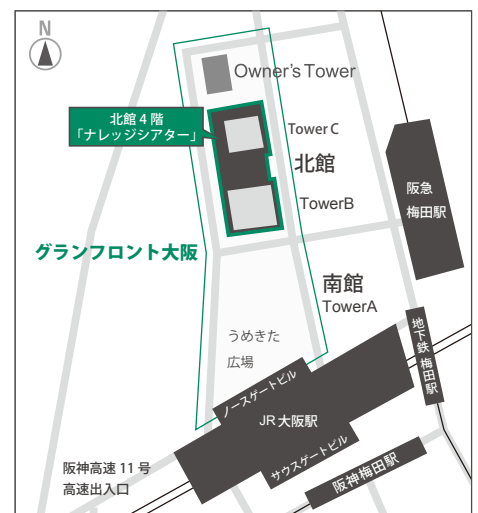 N
Owner's Tower
北館 4 階
「ナレッジシアター」
Tower C
北館
TowerB
阪急
梅田駅
グランフロント大阪
南館
TowerA
うめきた
広場
地下鉄 梅田駅
ノースゲートビル
JR 大阪駅
サウスゲートビル
阪神梅田駅
阪神高速 11 号
高速出入口